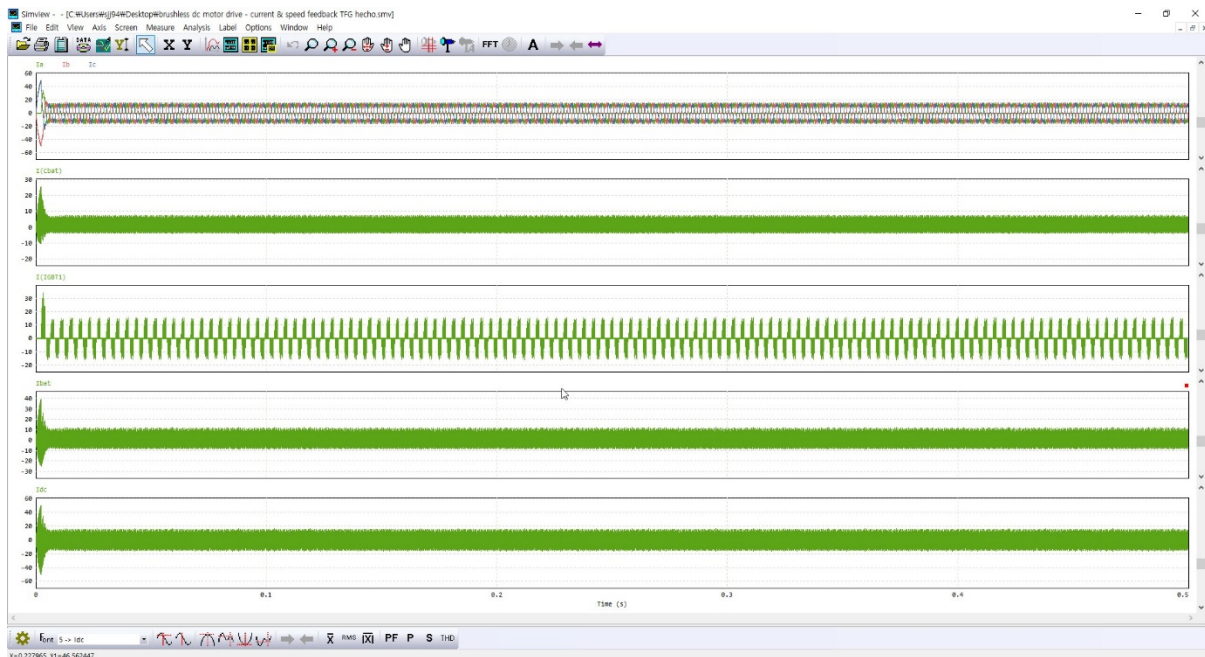 Simview - - [C:₩Users₩sjj94₩Desktop₩brushless dc motor drive - current & speed feedback TFG hecho.smv]
File Edit View Axis Screen Measure Analysis Label Options Window Help
DATA X Y FFT A
Ia Ib Ic
60
40
20
0
-20
-40
-60
I(Cbat)
30
20
10
0
-10
-20
I(IGBT1)
30
20
10
0
-10
-20
Ibat
40
30
20
10
0
-10
-20
-30
Idc
60
40
20
0
-20
-40
-60
0 0.1 0.2 0.3 0.4 0.5
Time (s)
Font 5 -> Idc X RMS |X| PF P S THD
X=0.227965, Y1=46.562447